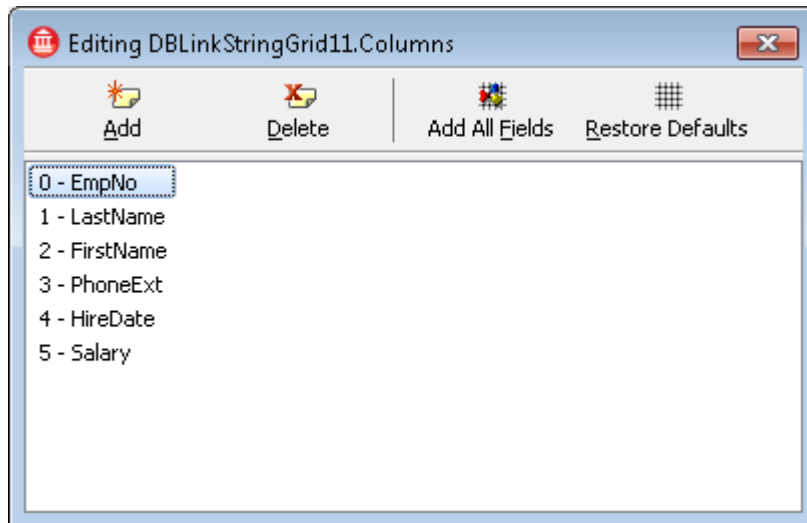 Editing DBLinkStringGrid11.Columns
Add Delete Add All Fields Restore Defaults
0 - EmpNo
1 - LastName
2 - FirstName
3 - PhoneExt
4 - HireDate
5 - Salary